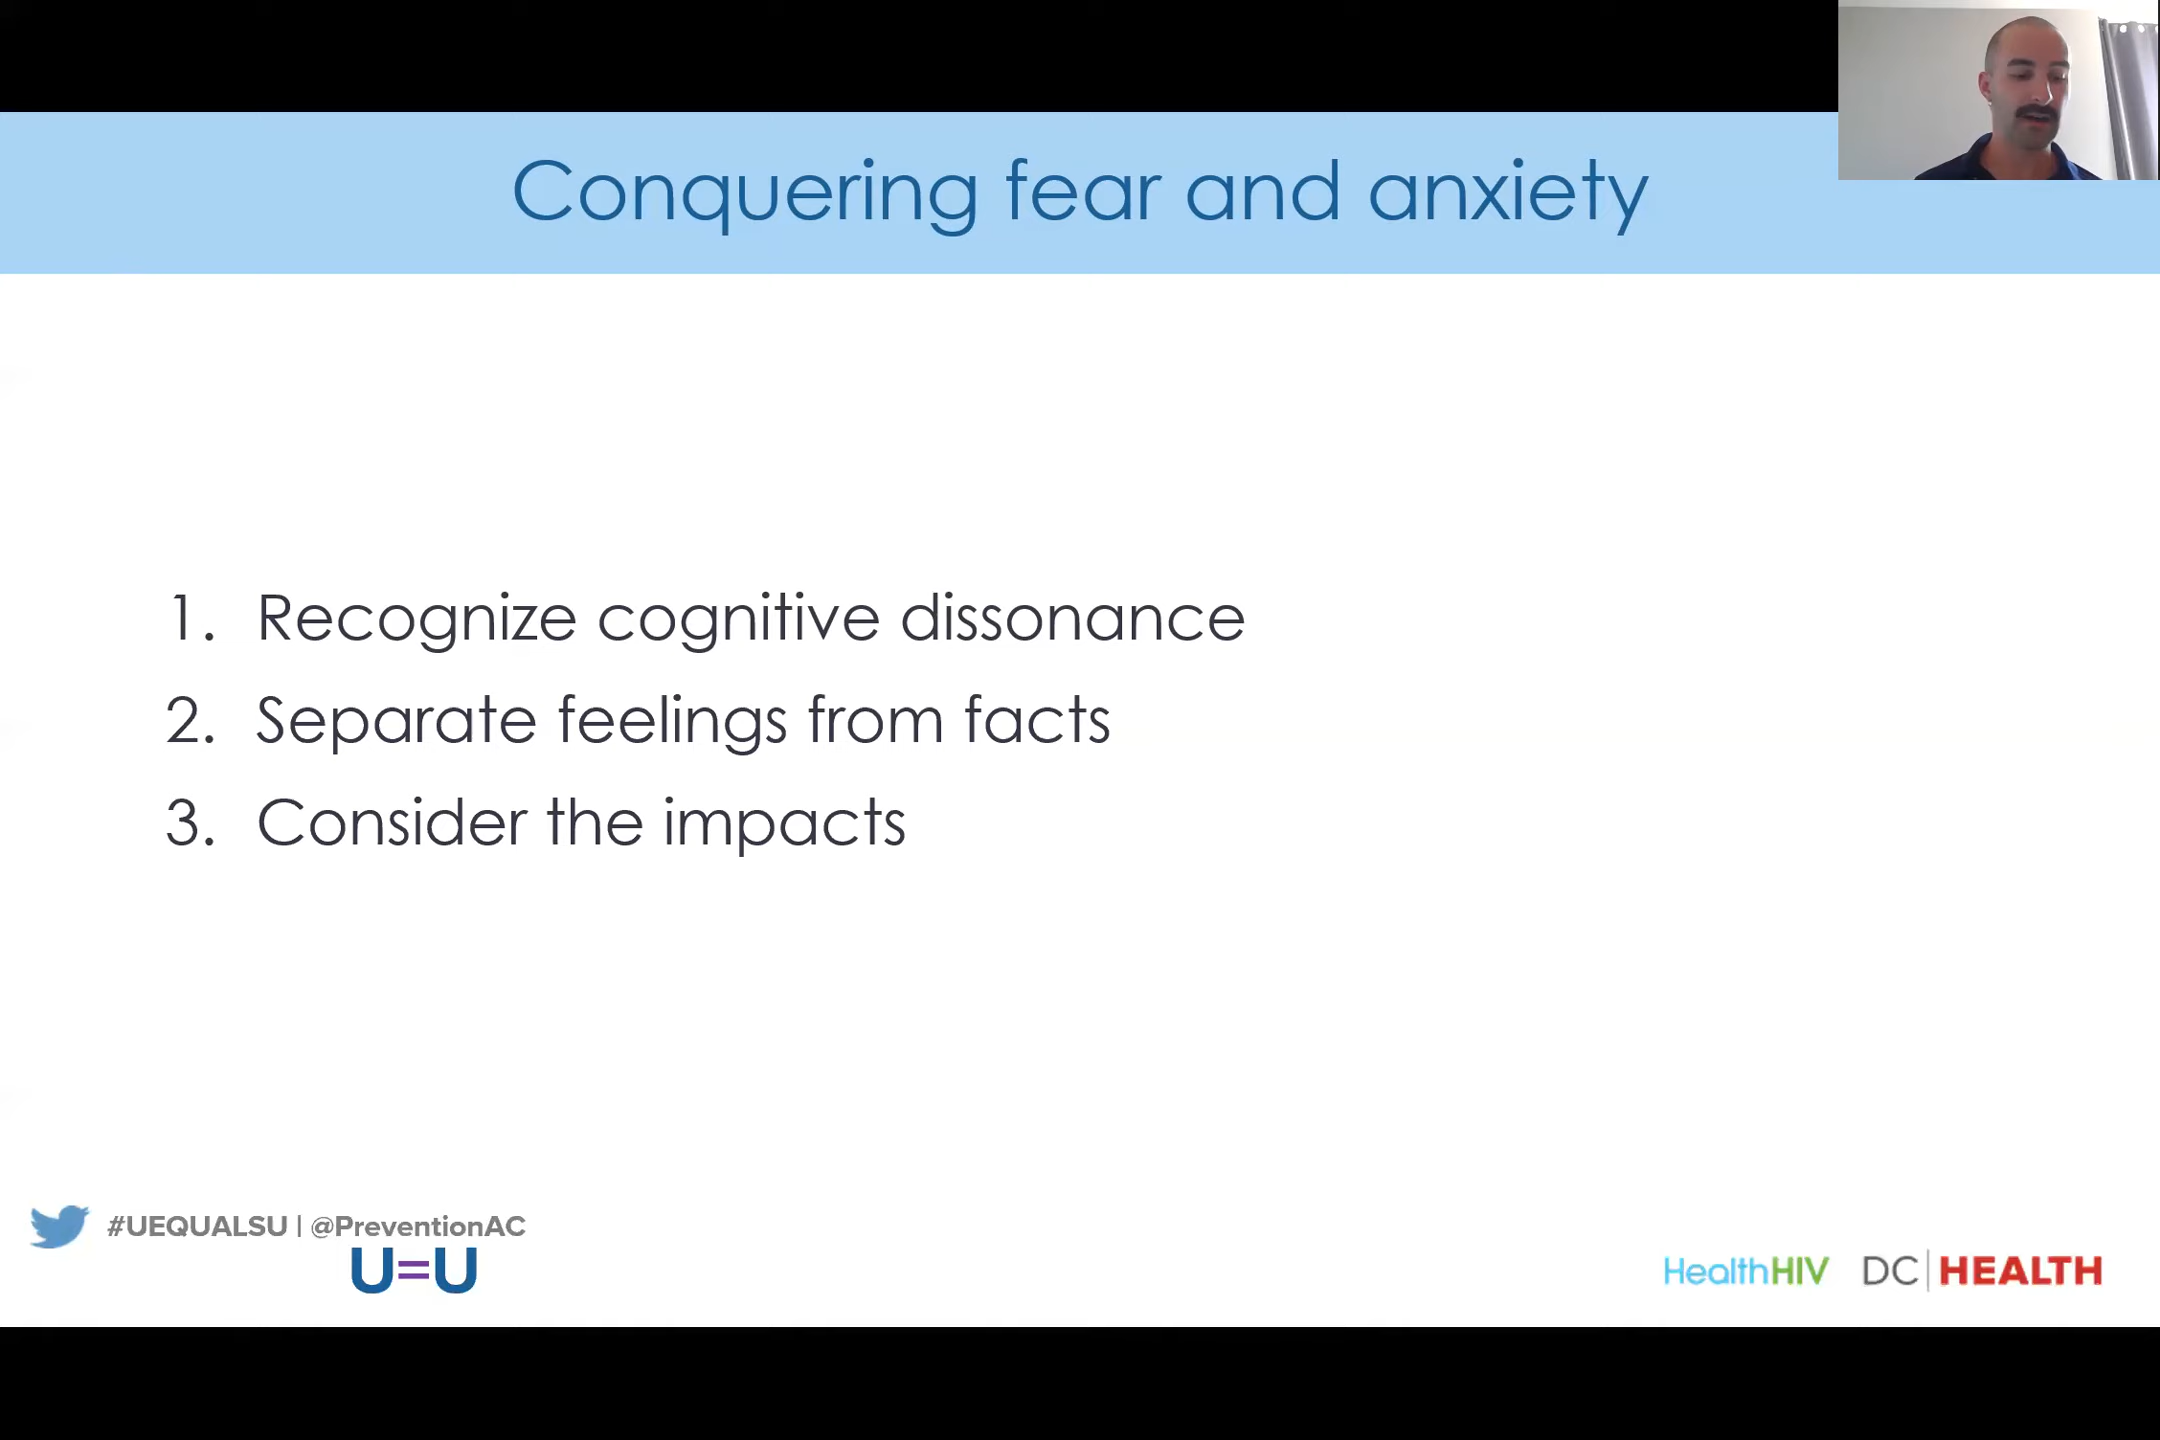 Conquering fear and anxiety
1. Recognize cognitive dissonance
2. Separate feelings from facts
3. Consider the impacts
#UEQUALSU | @PreventionAC
U=U
HealthHIV
DC | HEALTH